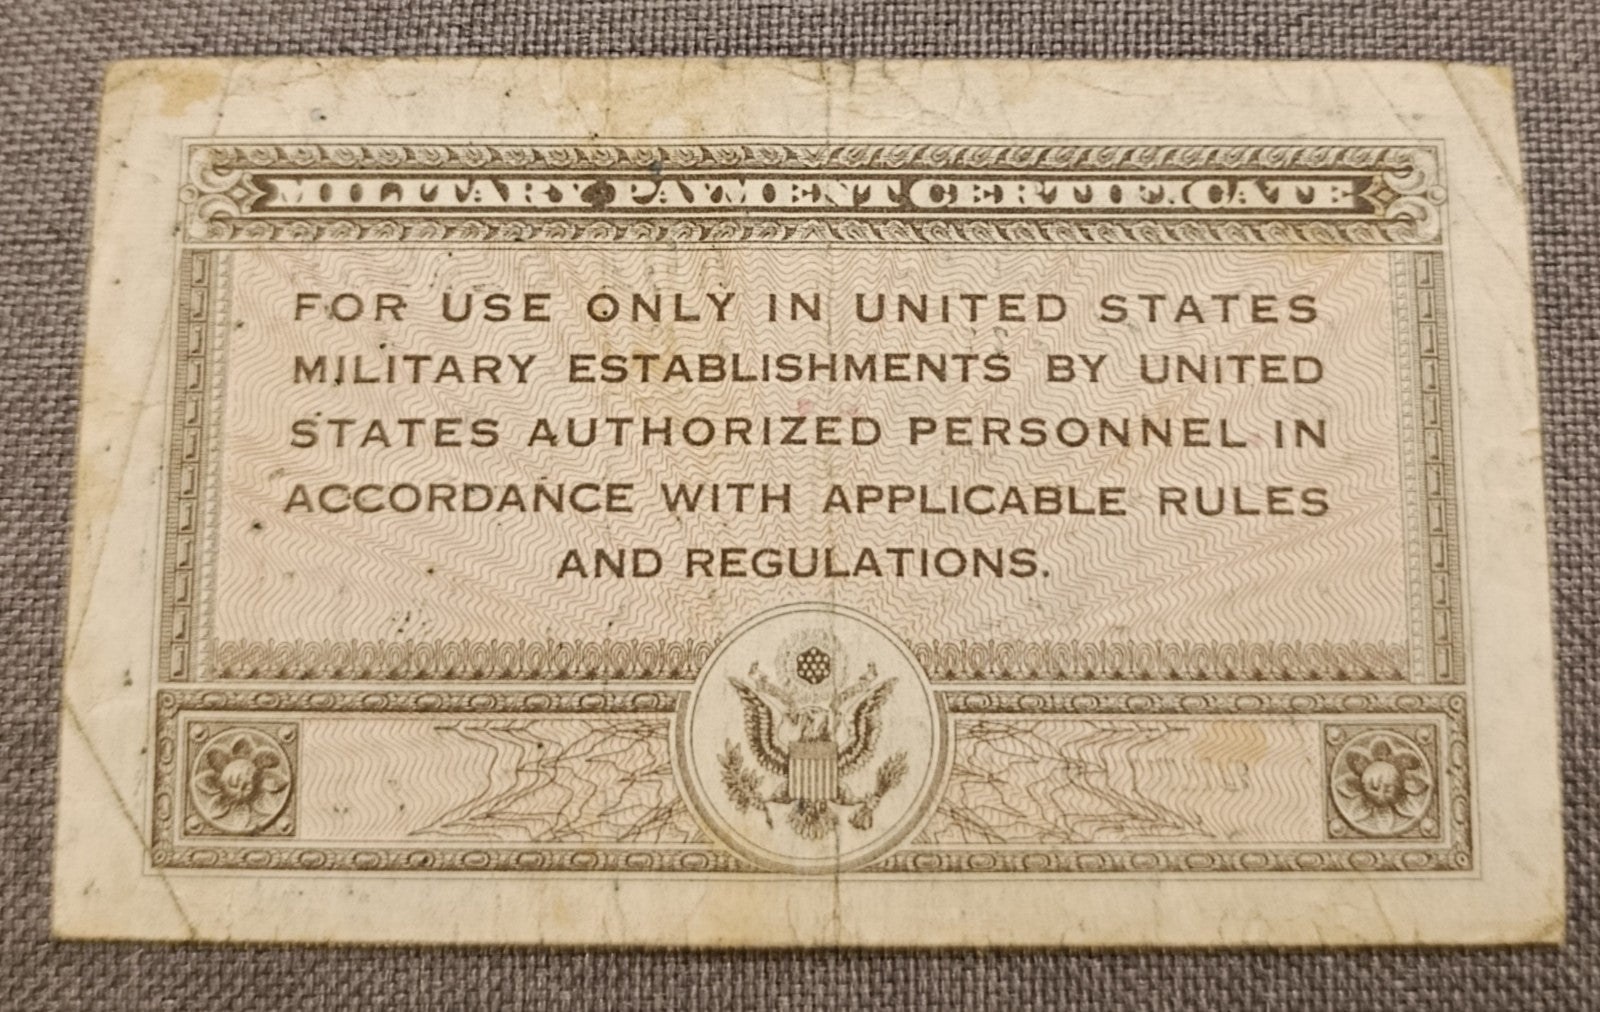 MILITARY PAYMENT CERTIFICATE
FOR USE ONLY IN UNITED STATES
MILITARY ESTABLISHMENTS BY UNITED
STATES AUTHORIZED PERSONNEL IN
ACCORDANCE WITH APPLICABLE RULES
AND REGULATIONS.